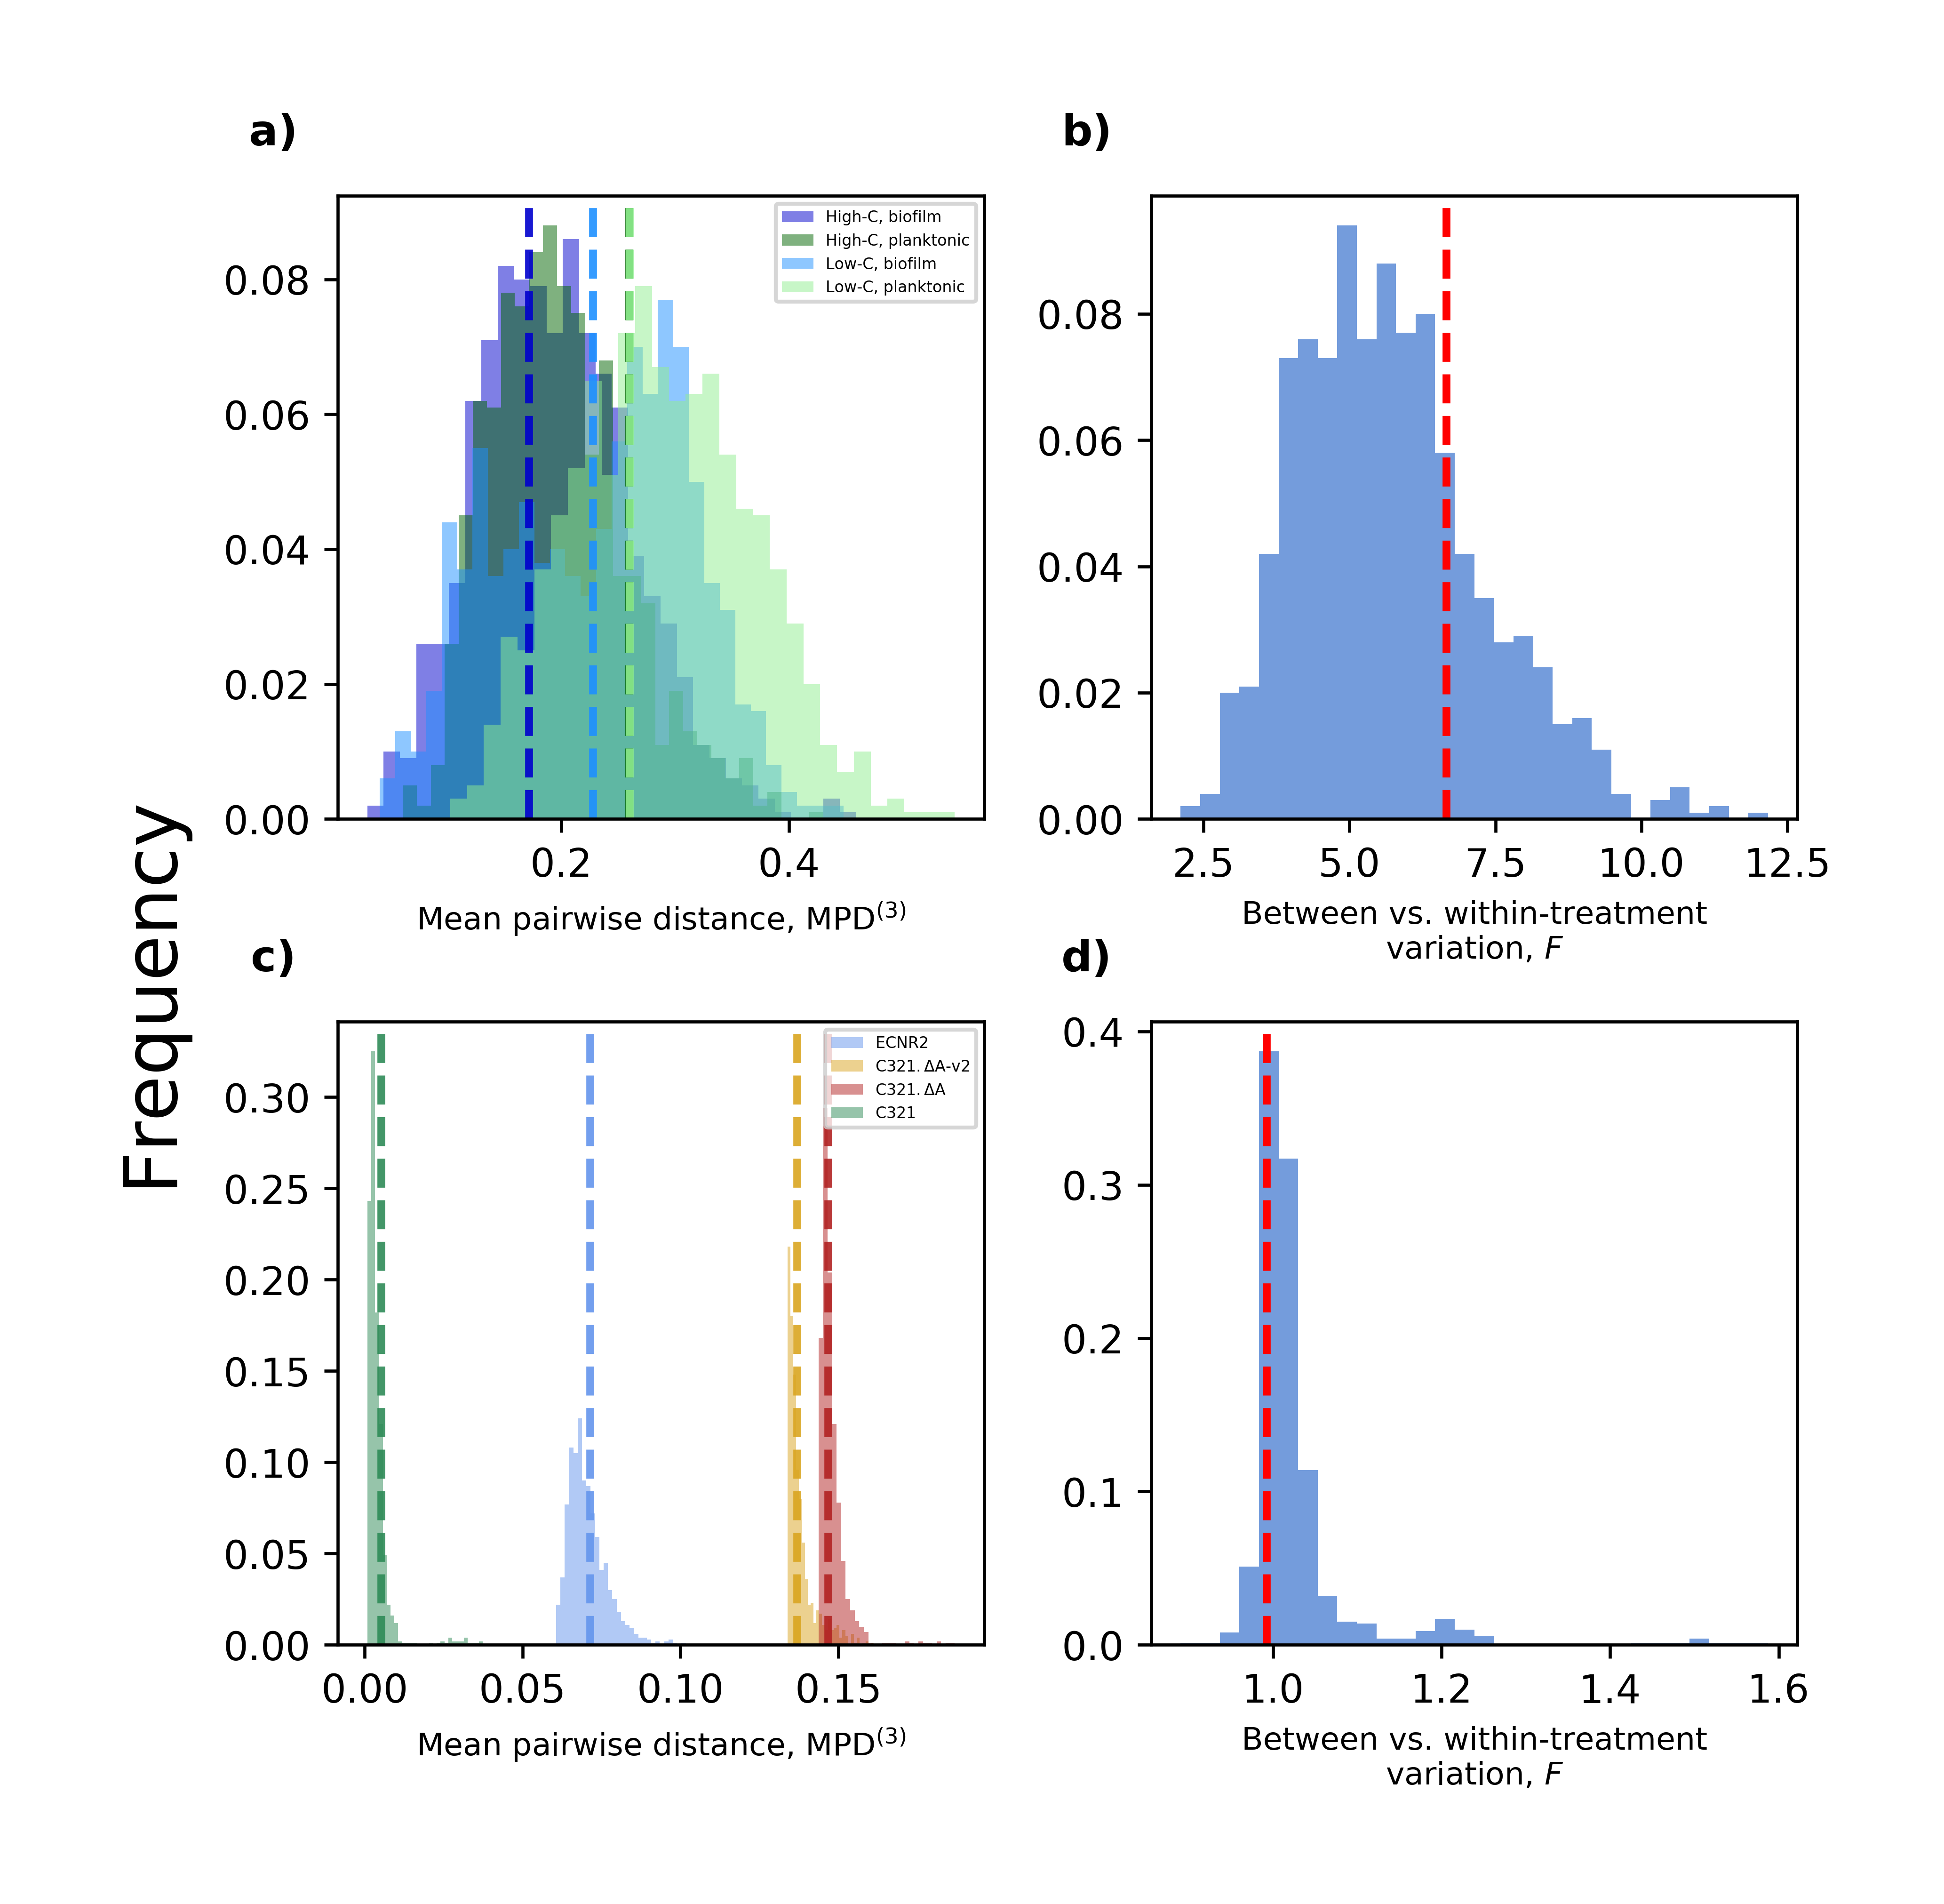 Frequency
a)
0.08
0.06
0.04
0.02
0.00
0.2 0.4
Mean pairwise distance, MPD⁽³⁾
High-C, biofilm
High-C, planktonic
Low-C, biofilm
Low-C, planktonic
b)
0.08
0.06
0.04
0.02
0.00
2.5 5.0 7.5 10.0 12.5
Between vs. within-treatment
variation, F
c)
0.30
0.25
0.20
0.15
0.10
0.05
0.00
0.00 0.05 0.10 0.15
Mean pairwise distance, MPD⁽³⁾
ECNR2
C321.ΔA-v2
C321.ΔA
C321
d)
0.4
0.3
0.2
0.1
0.0
1.0 1.2 1.4 1.6
Between vs. within-treatment
variation, F